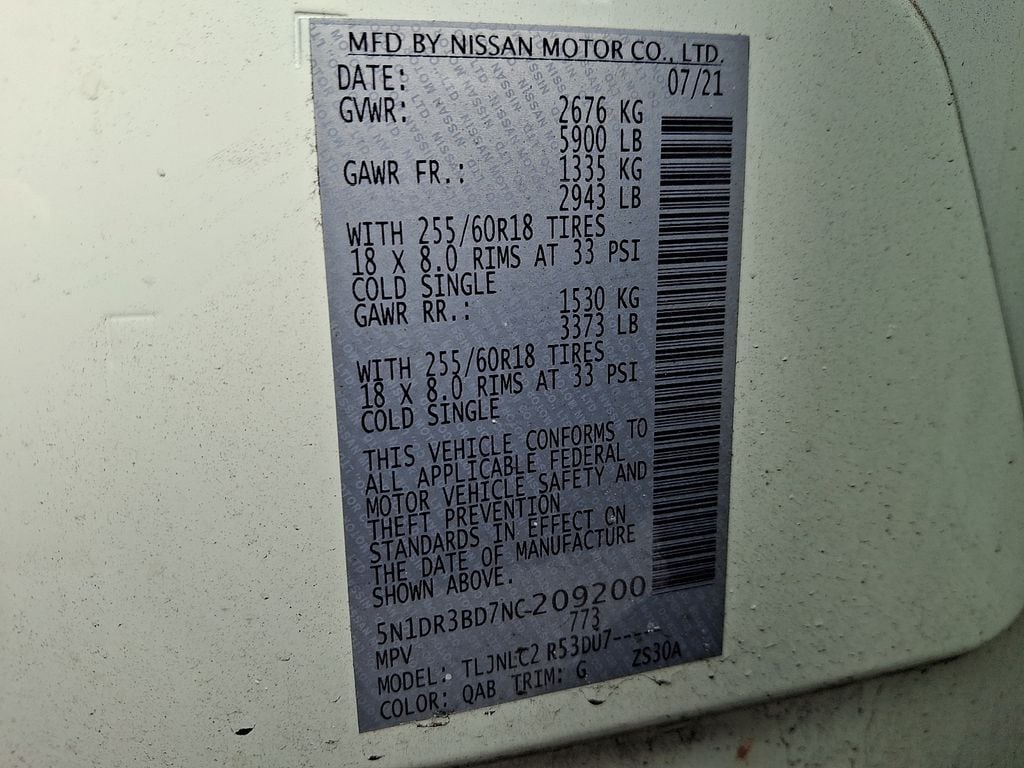 MFD BY NISSAN MOTOR CO., LTD.
DATE: 07/21
GVWR: 2676 KG
5900 LB
GAWR FR.: 1335 KG
2943 LB
WITH 255/60R18 TIRES
18 X 8.0 RIMS AT 33 PSI
COLD SINGLE
GAWR RR.: 1530 KG
3373 LB
WITH 255/60R18 TIRES
18 X 8.0 RIMS AT 33 PSI
COLD SINGLE
THIS VEHICLE CONFORMS TO
ALL APPLICABLE FEDERAL
MOTOR VEHICLE SAFETY AND
THEFT PREVENTION
STANDARDS IN EFFECT ON
THE DATE OF MANUFACTURE
SHOWN ABOVE.
5N1DR3BD7NC-209200
MPV 773
MODEL: TLJNLC2 R53DU7-----
COLOR: QAB TRIM: G ZS30A